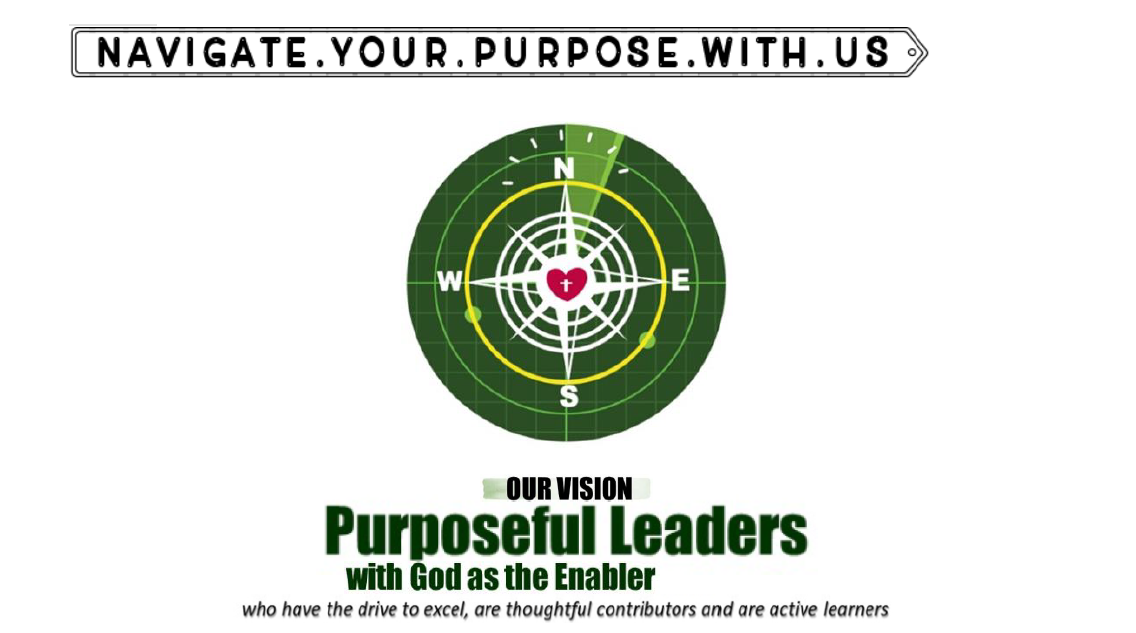 NAVIGATE.YOUR.PURPOSE.WITH.US
N
W E
S
OUR VISION
Purposeful Leaders
with God as the Enabler
who have the drive to excel, are thoughtful contributors and are active learners